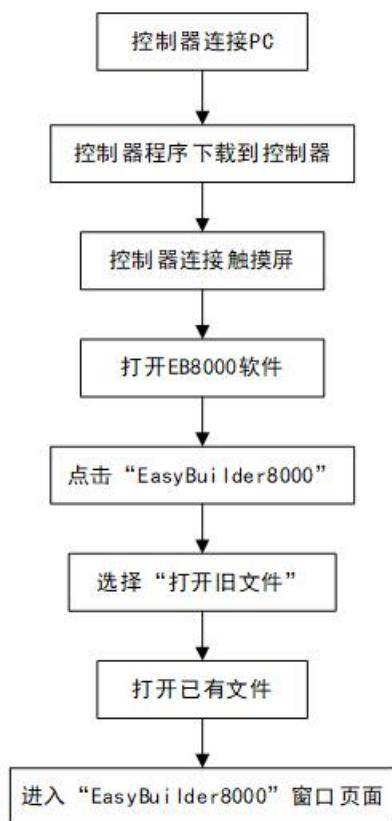 控制器连接PC
控制器程序下载到控制器
控制器连接触摸屏
打开EB8000软件
点击“EasyBuilder8000”
选择“打开旧文件”
打开已有文件
进入“EasyBuilder8000”窗口页面